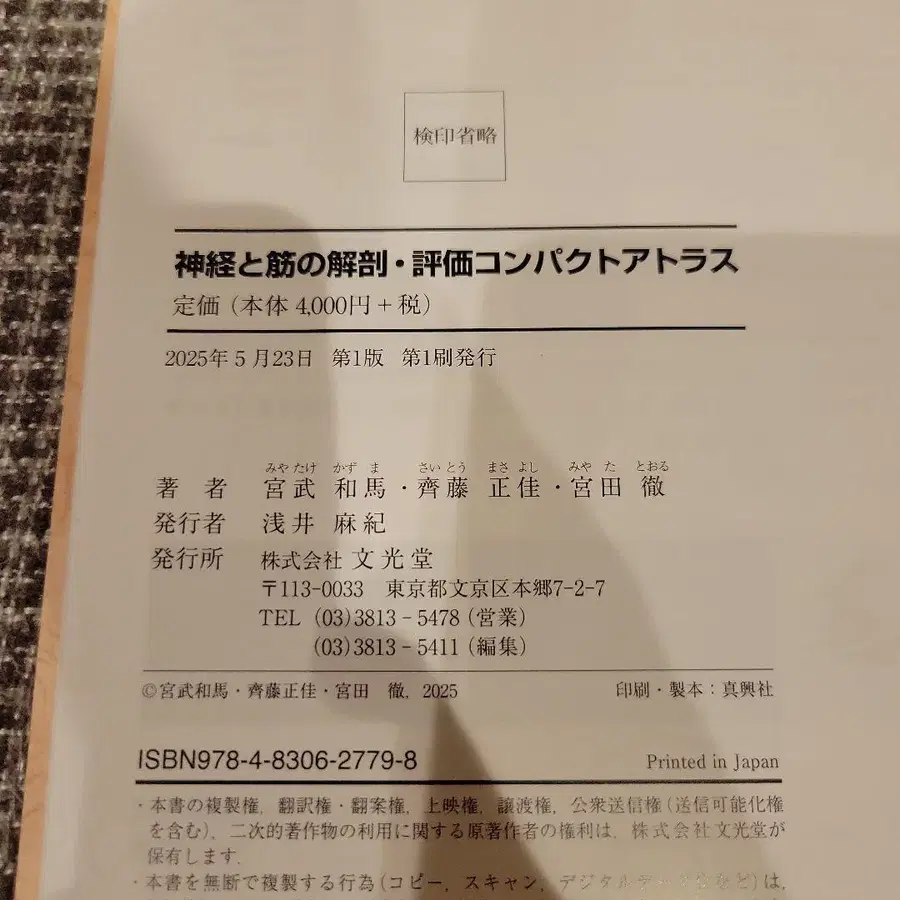 検印省略
神経と筋の解剖・評価コンパクトアトラス
定価（本体 4,000円＋税）
2025年 5 月23日　第1版　第1刷発行
みや たけ　かず ま　さい とう　まさ よし　みや た　とおる
著　者　宮武 和馬・齊藤 正佳・宮田 徹
発行者　浅井 麻紀
発行所　株式会社 文光堂
〒113-0033　東京都文京区本郷7-2-7
TEL　(03)3813－5478（営業）
(03)3813－5411（編集）
©宮武和馬・齊藤正佳・宮田　徹，2025　印刷・製本：真興社
ISBN978-4-8306-2779-8　Printed in Japan
・本書の複製権，翻訳権・翻案権，上映権，譲渡権，公衆送信権（送信可能化権
を含む），二次的著作物の利用に関する原著作者の権利は，株式会社文光堂が
保有します．
・本書を無断で複製する行為（コピー，スキャン，デジタルデータ化など）は，